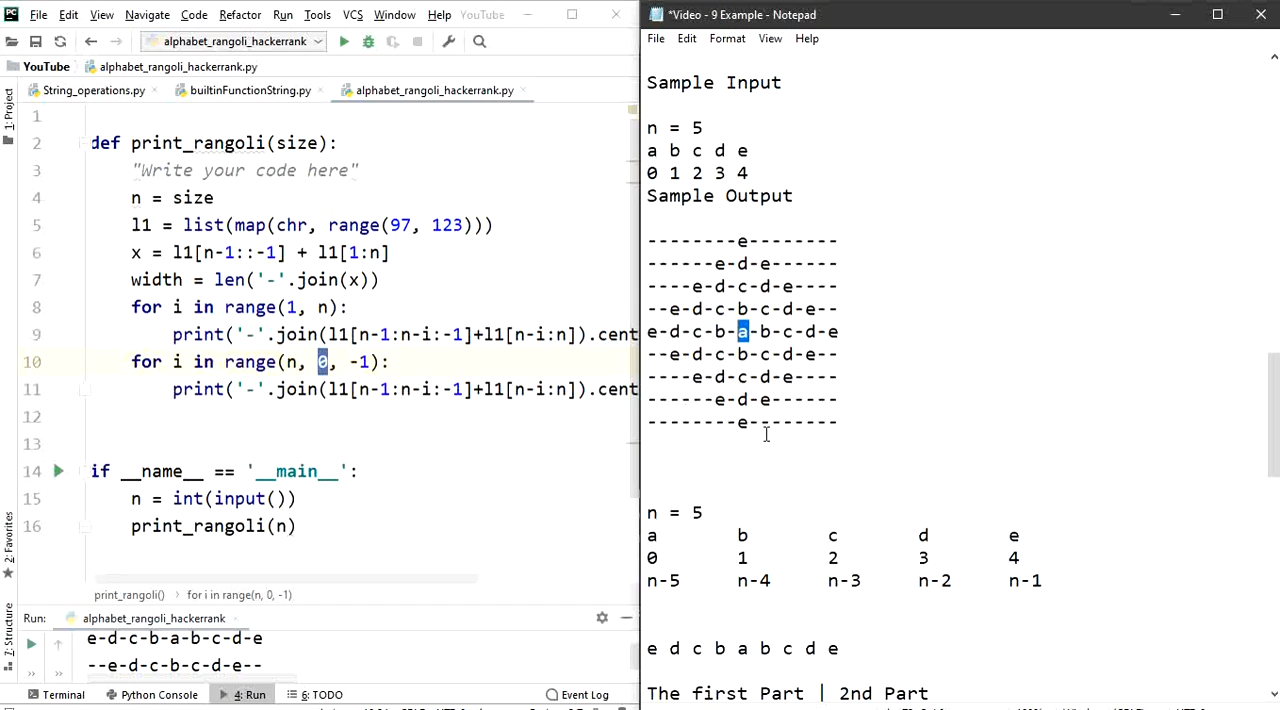 File Edit View Navigate Code Refactor Run Tools VCS Window Help YouTube
alphabet_rangoli_hackerrank
YouTube alphabet_rangoli_hackerrank.py
String_operations.py builtinFunctionString.py alphabet_rangoli_hackerrank.py
1: Project
2: Favorites
7: Structure
1
2 def print_rangoli(size):
3 "Write your code here"
4 n = size
5 l1 = list(map(chr, range(97, 123)))
6 x = l1[n-1::-1] + l1[1:n]
7 width = len('-'.join(x))
8 for i in range(1, n):
9 print('-'.join(l1[n-1:n-i:-1]+l1[n-i:n]).cent
10 for i in range(n, 0, -1):
11 print('-'.join(l1[n-1:n-i:-1]+l1[n-i:n]).cent
12
13
14 if __name__ == '__main__':
15 n = int(input())
16 print_rangoli(n)
print_rangoli() › for i in range(n, 0, -1)
Run: alphabet_rangoli_hackerrank
e-d-c-b-a-b-c-d-e
--e-d-c-b-c-d-e--
Terminal Python Console 4: Run 6: TODO Event Log
*Video - 9 Example - Notepad
File Edit Format View Help
Sample Input
n = 5
a b c d e
0 1 2 3 4
Sample Output
--------e--------
------e-d-e------
----e-d-c-d-e----
--e-d-c-b-c-d-e--
e-d-c-b-a-b-c-d-e
--e-d-c-b-c-d-e--
----e-d-c-d-e----
------e-d-e------
--------e--------
n = 5
a b c d e
0 1 2 3 4
n-5 n-4 n-3 n-2 n-1
e d c b a b c d e
The first Part | 2nd Part